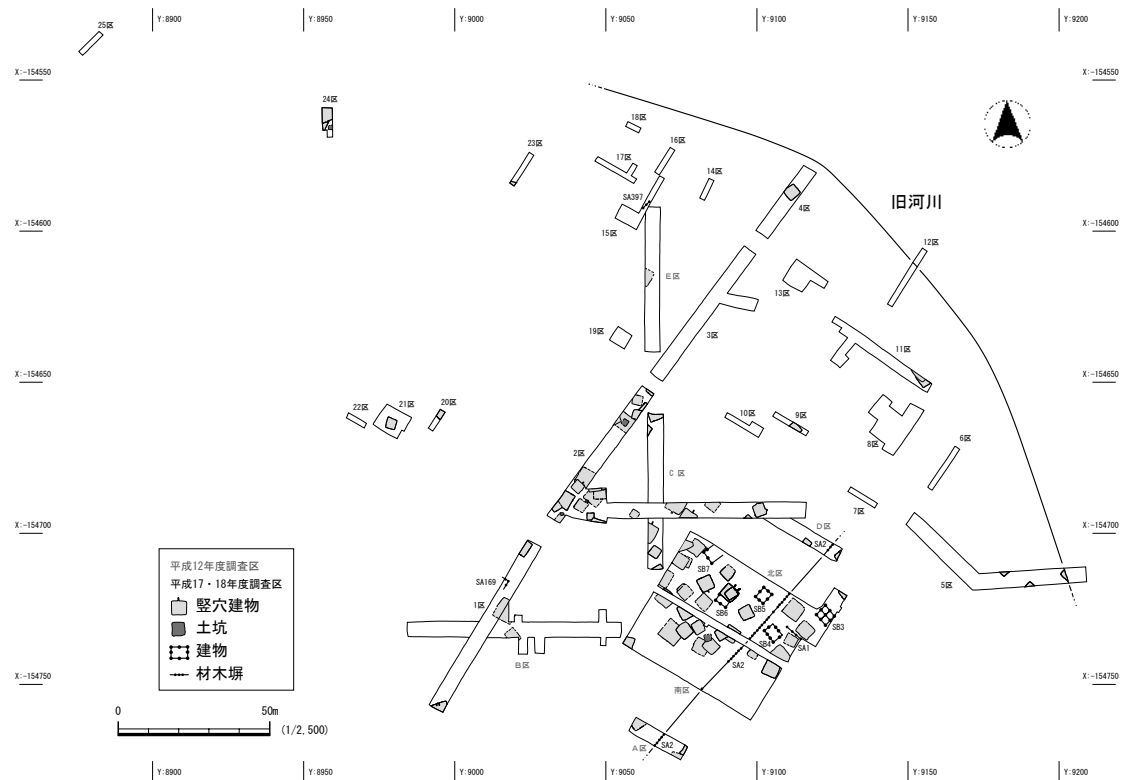 Y:8900
Y:8950
Y:9000
Y:9050
Y:9100
Y:9150
Y:9200
25区
X:-154550
X:-154550
24区
18区
16区
23区
17区
14区
旧河川
SA397
4区
X:-154600
15区
X:-154600
12区
E区
13区
19区
3区
11区
X:-154650
X:-154650
22区
21区
20区
10区
9区
8区
6区
2区
C区
7区
X:-154700
D区
X:-154700
SA2
平成12年度調査区
平成17・18年度調査区
竪穴建物
土坑
建物
材木塀
SB7
北区
SA169
5区
1区
SB6
SB5
SB3
SB4
SA1
B区
SA2
X:-154750
南区
X:-154750
0
50m
(1/2,500)
A区
SA2
Y:8900
Y:8950
Y:9000
Y:9050
Y:9100
Y:9150
Y:9200